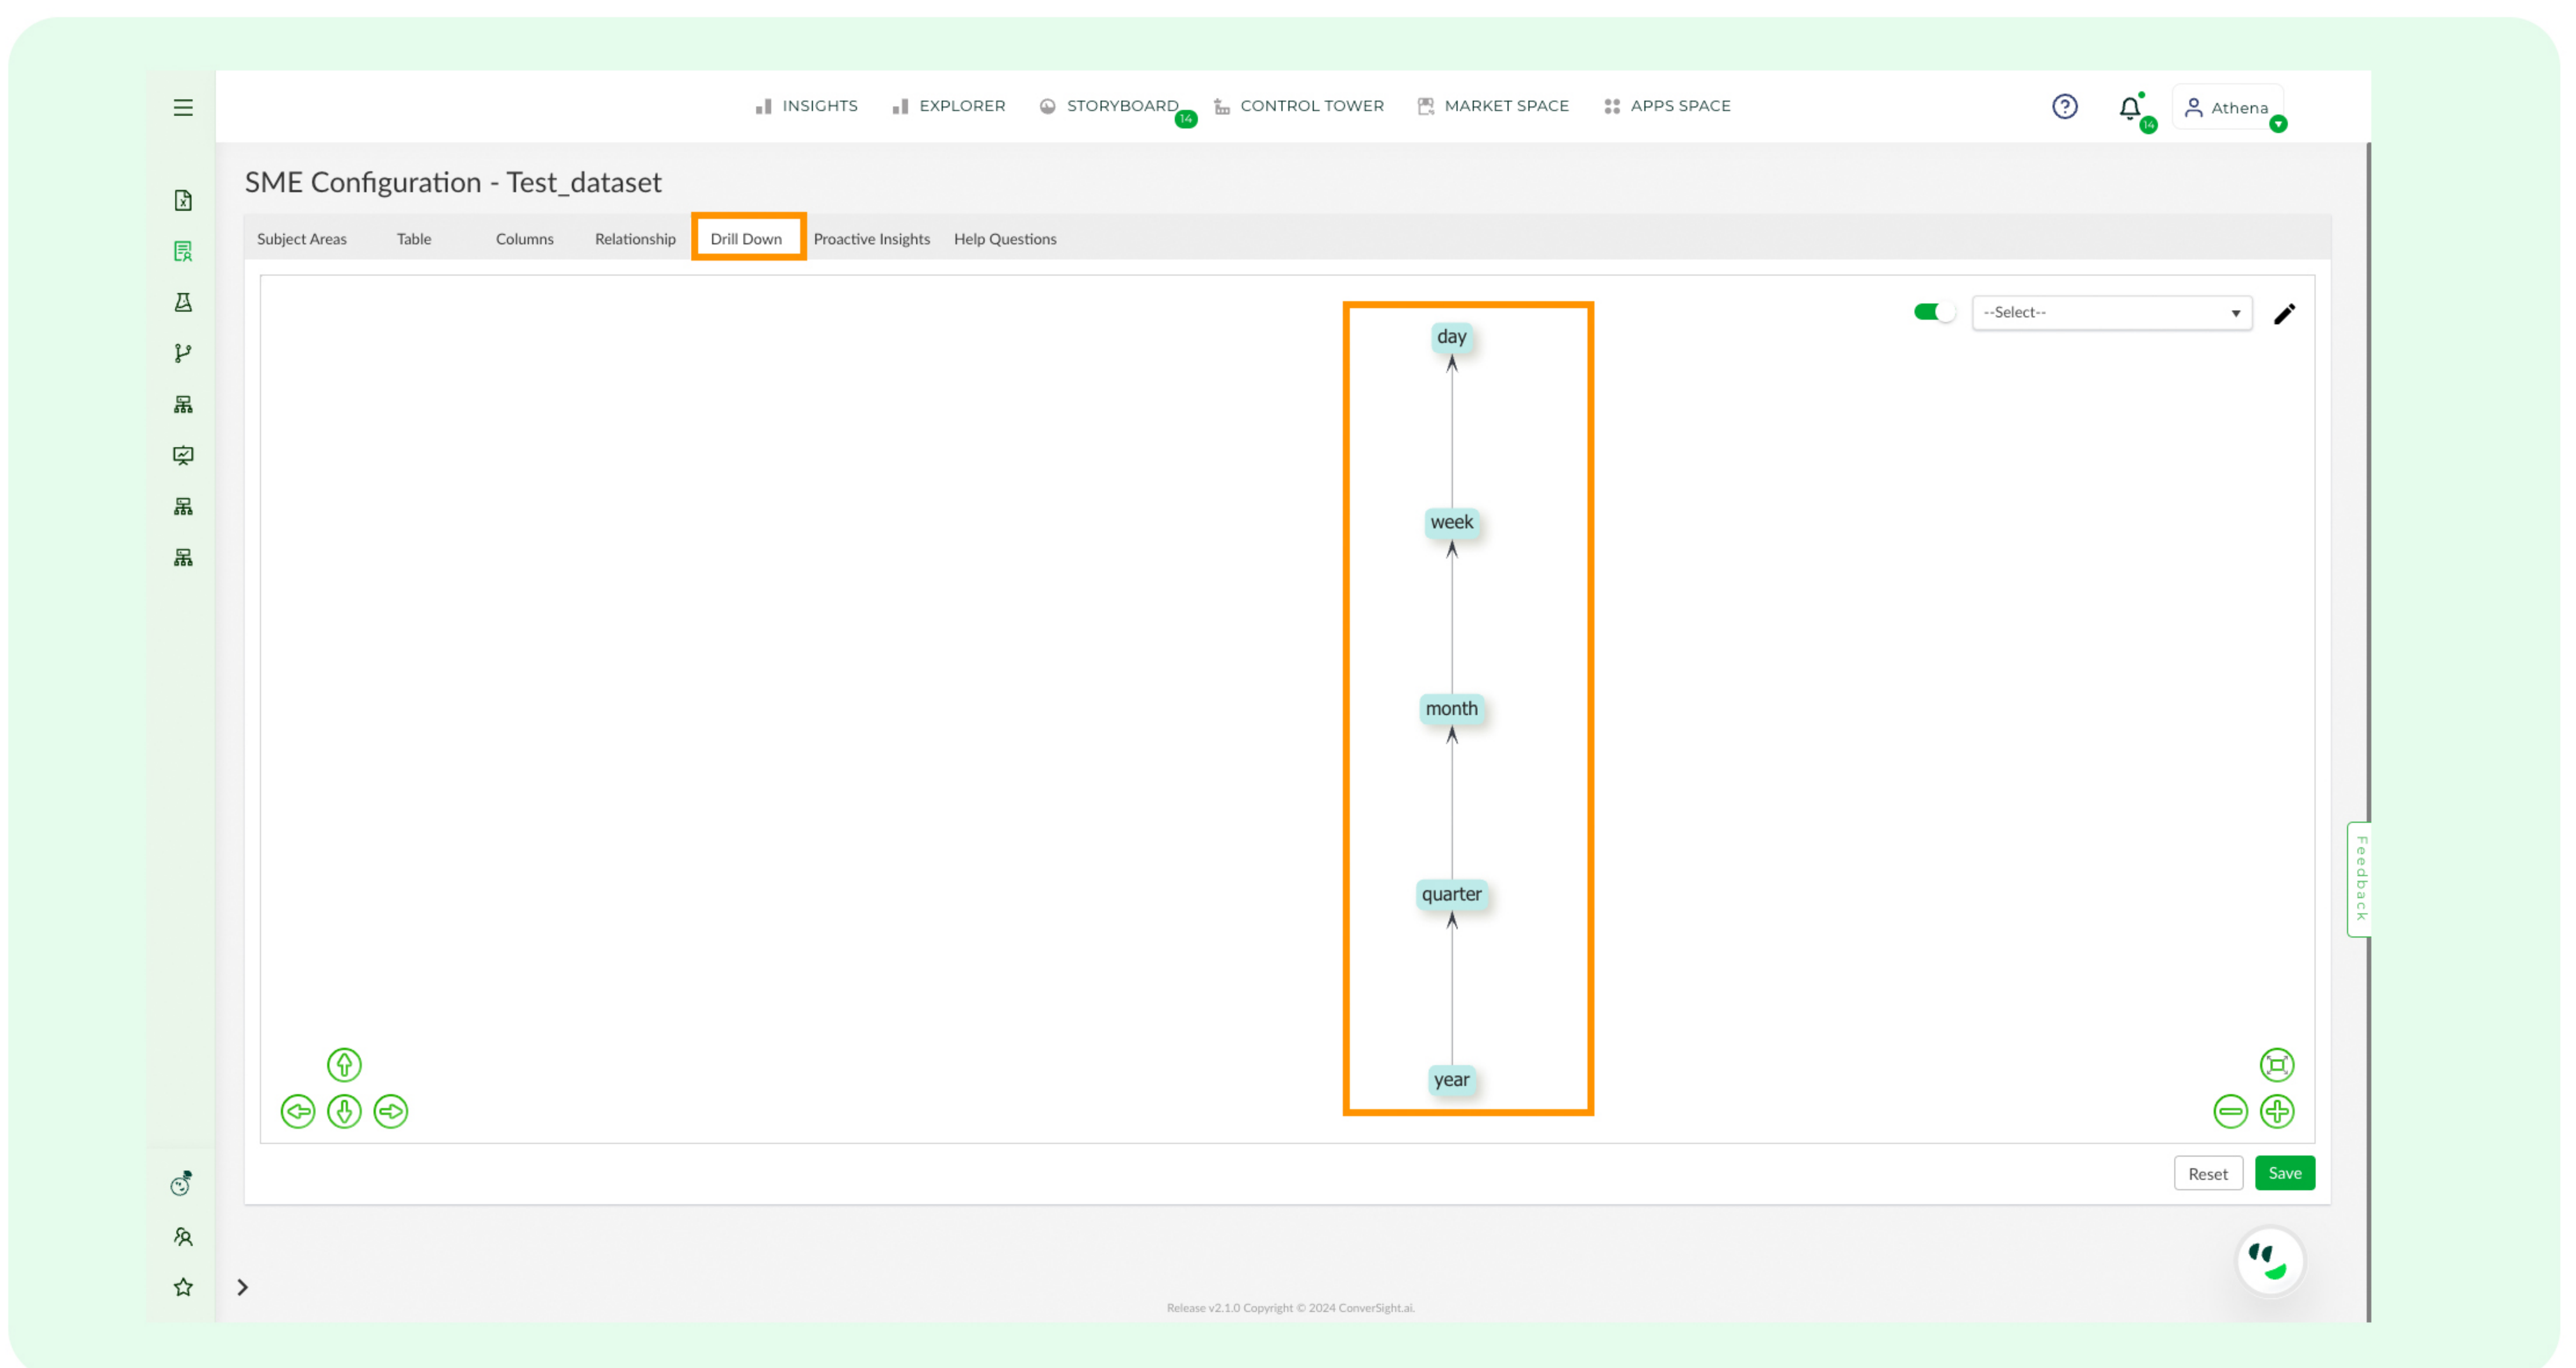 INSIGHTS EXPLORER STORYBOARD 14 CONTROL TOWER MARKET SPACE APPS SPACE 14 Athena
SME Configuration - Test_dataset
Subject Areas Table Columns Relationship Drill Down Proactive Insights Help Questions
--Select--
day
week
month
quarter
year
Feedback
Reset Save
Release v2.1.0 Copyright © 2024 ConverSight.ai.